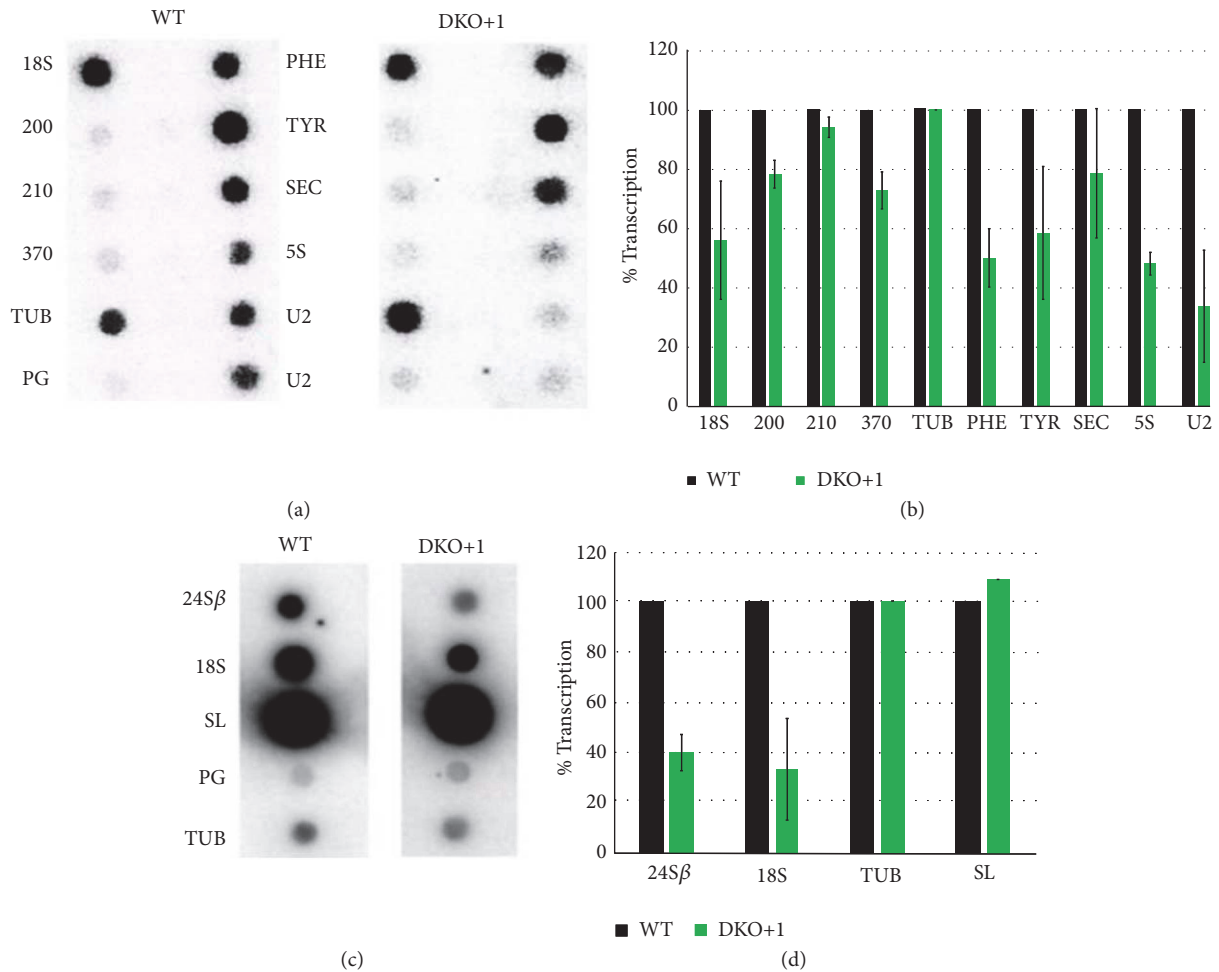 WT
DKO+1
18S
200
210
370
TUB
PG
PHE
TYR
SEC
5S
U2
U2
(a)
% Transcription
120
100
80
60
40
20
0
18S 200 210 370 TUB PHE TYR SEC 5S U2
WT DKO+1
(b)
WT
DKO+1
24Sβ
18S
SL
PG
TUB
(c)
% Transcription
120
100
80
60
40
20
0
24Sβ 18S TUB SL
WT DKO+1
(d)